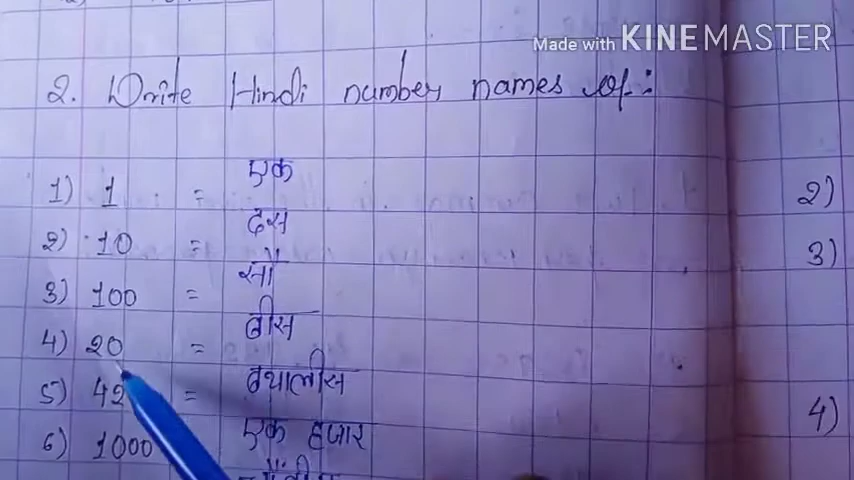 Made with KINEMASTER
2. Write Hindi number names of:
1) 1 = एक
2) 10 = दस
3) 100 = सौ
4) 20 = बीस
5) 42 = बयालीस
6) 1000 = एक हजार
2)
3)
4)